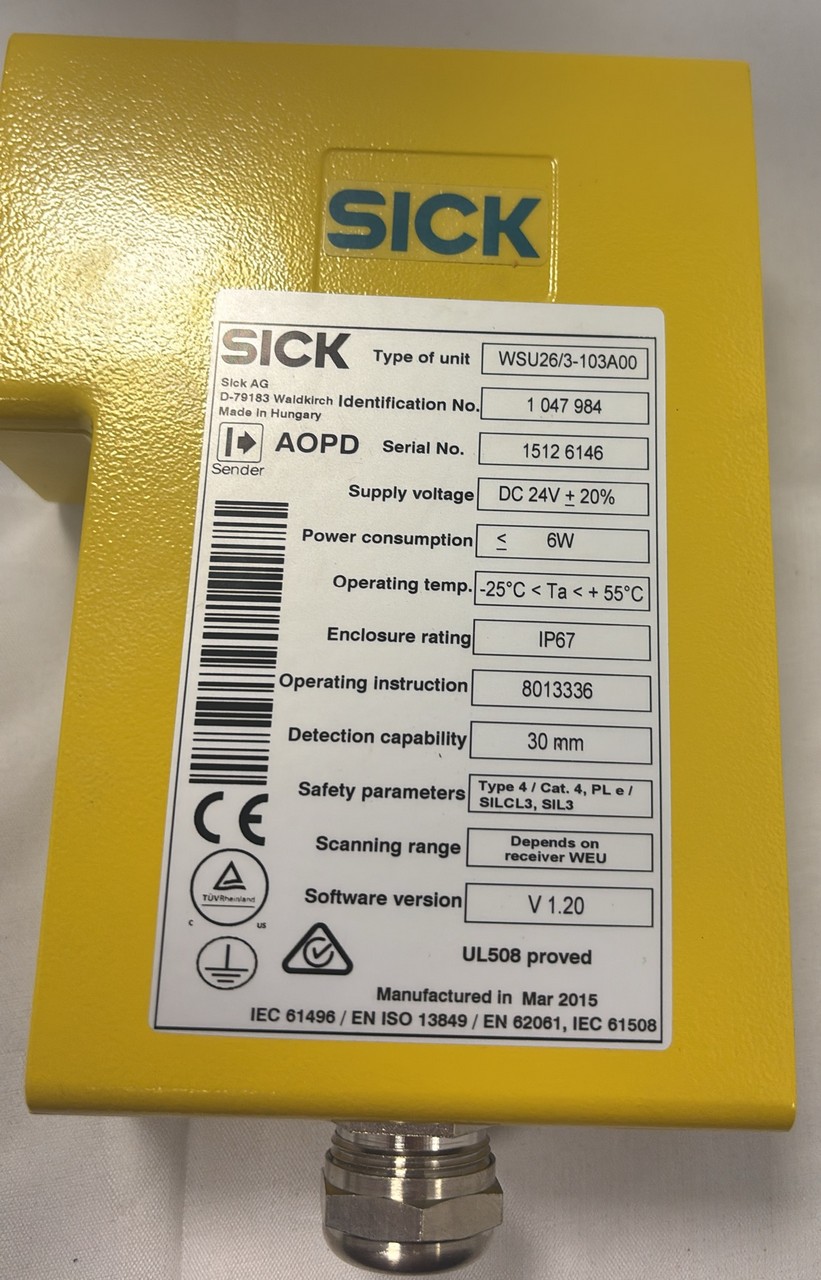 SICK
SICK
Type of unit WSU26/3-103A00
Sick AG
D-79183 Waldkirch
Made in Hungary
Identification No. 1 047 984
AOPD
Sender
Serial No. 1512 6146
Supply voltage DC 24V ± 20%
Power consumption ≤ 6W
Operating temp. -25°C < Ta < + 55°C
Enclosure rating IP67
Operating instruction 8013336
Detection capability 30 mm
Safety parameters Type 4 / Cat. 4, PL e /
SILCL3, SIL3
Scanning range Depends on
receiver WEU
Software version V 1.20
CE
TÜVRheinland
C US
UL508 proved
Manufactured in Mar 2015
IEC 61496 / EN ISO 13849 / EN 62061, IEC 61508